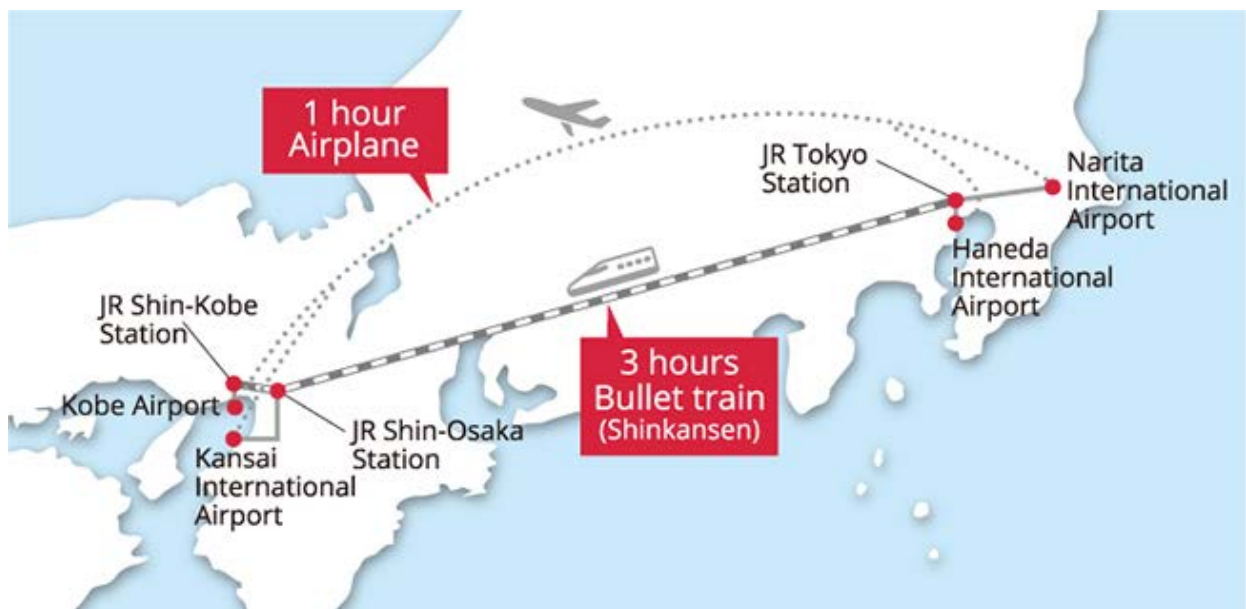 1 hour
Airplane
JR Tokyo
Station
Narita
International
Airport
Haneda
International
Airport
JR Shin-Kobe
Station
3 hours
Bullet train
(Shinkansen)
Kobe Airport
JR Shin-Osaka
Station
Kansai
International
Airport